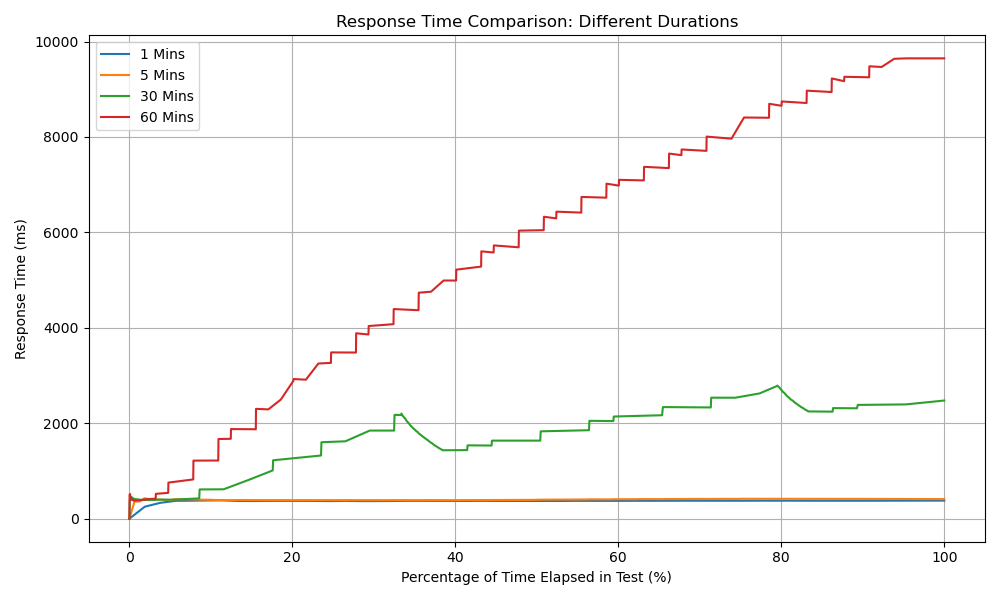 Response Time Comparison: Different Durations
10000
8000
6000
4000
2000
0
Response Time (ms)
1 Mins
5 Mins
30 Mins
60 Mins
0 20 40 60 80 100
Percentage of Time Elapsed in Test (%)